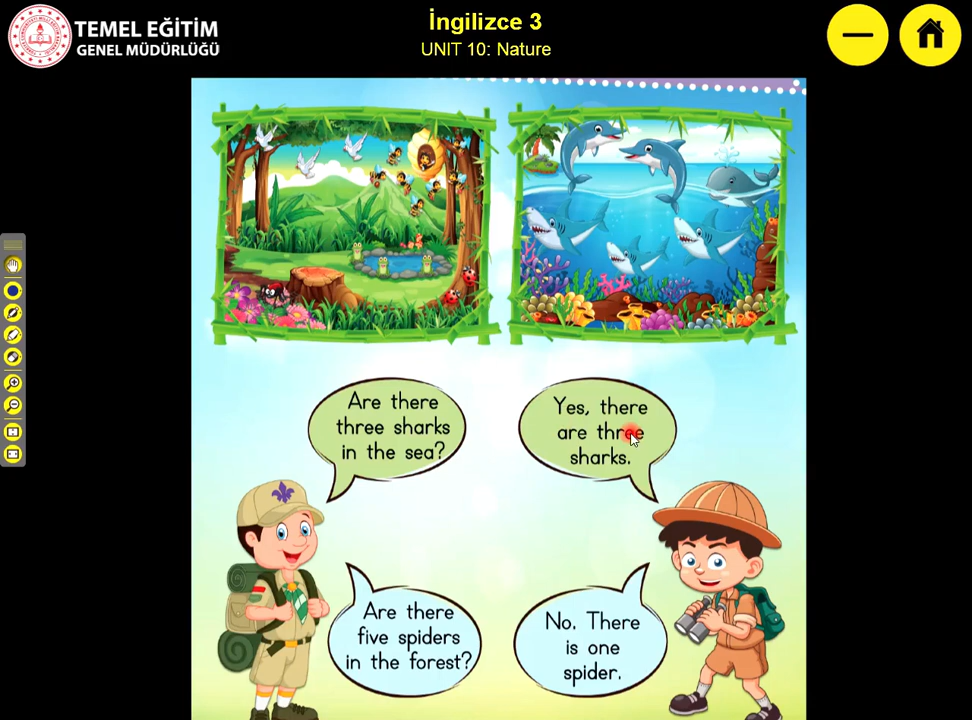 TEMEL EĞİTİM
GENEL MÜDÜRLÜĞÜ
İngilizce 3
UNIT 10: Nature
Are there
three sharks
in the sea?
Yes, there
are three
sharks.
Are there
five spiders
in the forest?
No. There
is one
spider.